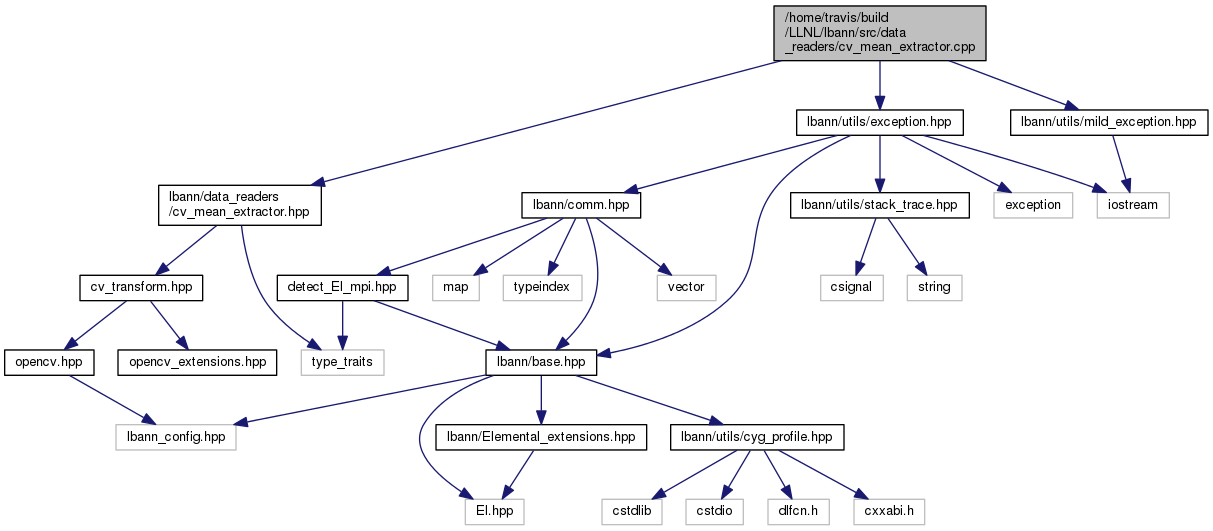 /home/travis/build
/LLNL/lbann/src/data
_readers/cv_mean_extractor.cpp
lbann/utils/exception.hpp
lbann/utils/mild_exception.hpp
lbann/data_readers
/cv_mean_extractor.hpp
lbann/comm.hpp
lbann/utils/stack_trace.hpp
exception
iostream
cv_transform.hpp
detect_El_mpi.hpp
map
typeindex
vector
csignal
string
opencv.hpp
opencv_extensions.hpp
type_traits
lbann/base.hpp
lbann_config.hpp
lbann/Elemental_extensions.hpp
lbann/utils/cyg_profile.hpp
El.hpp
cstdlib
cstdio
dlfcn.h
cxxabi.h